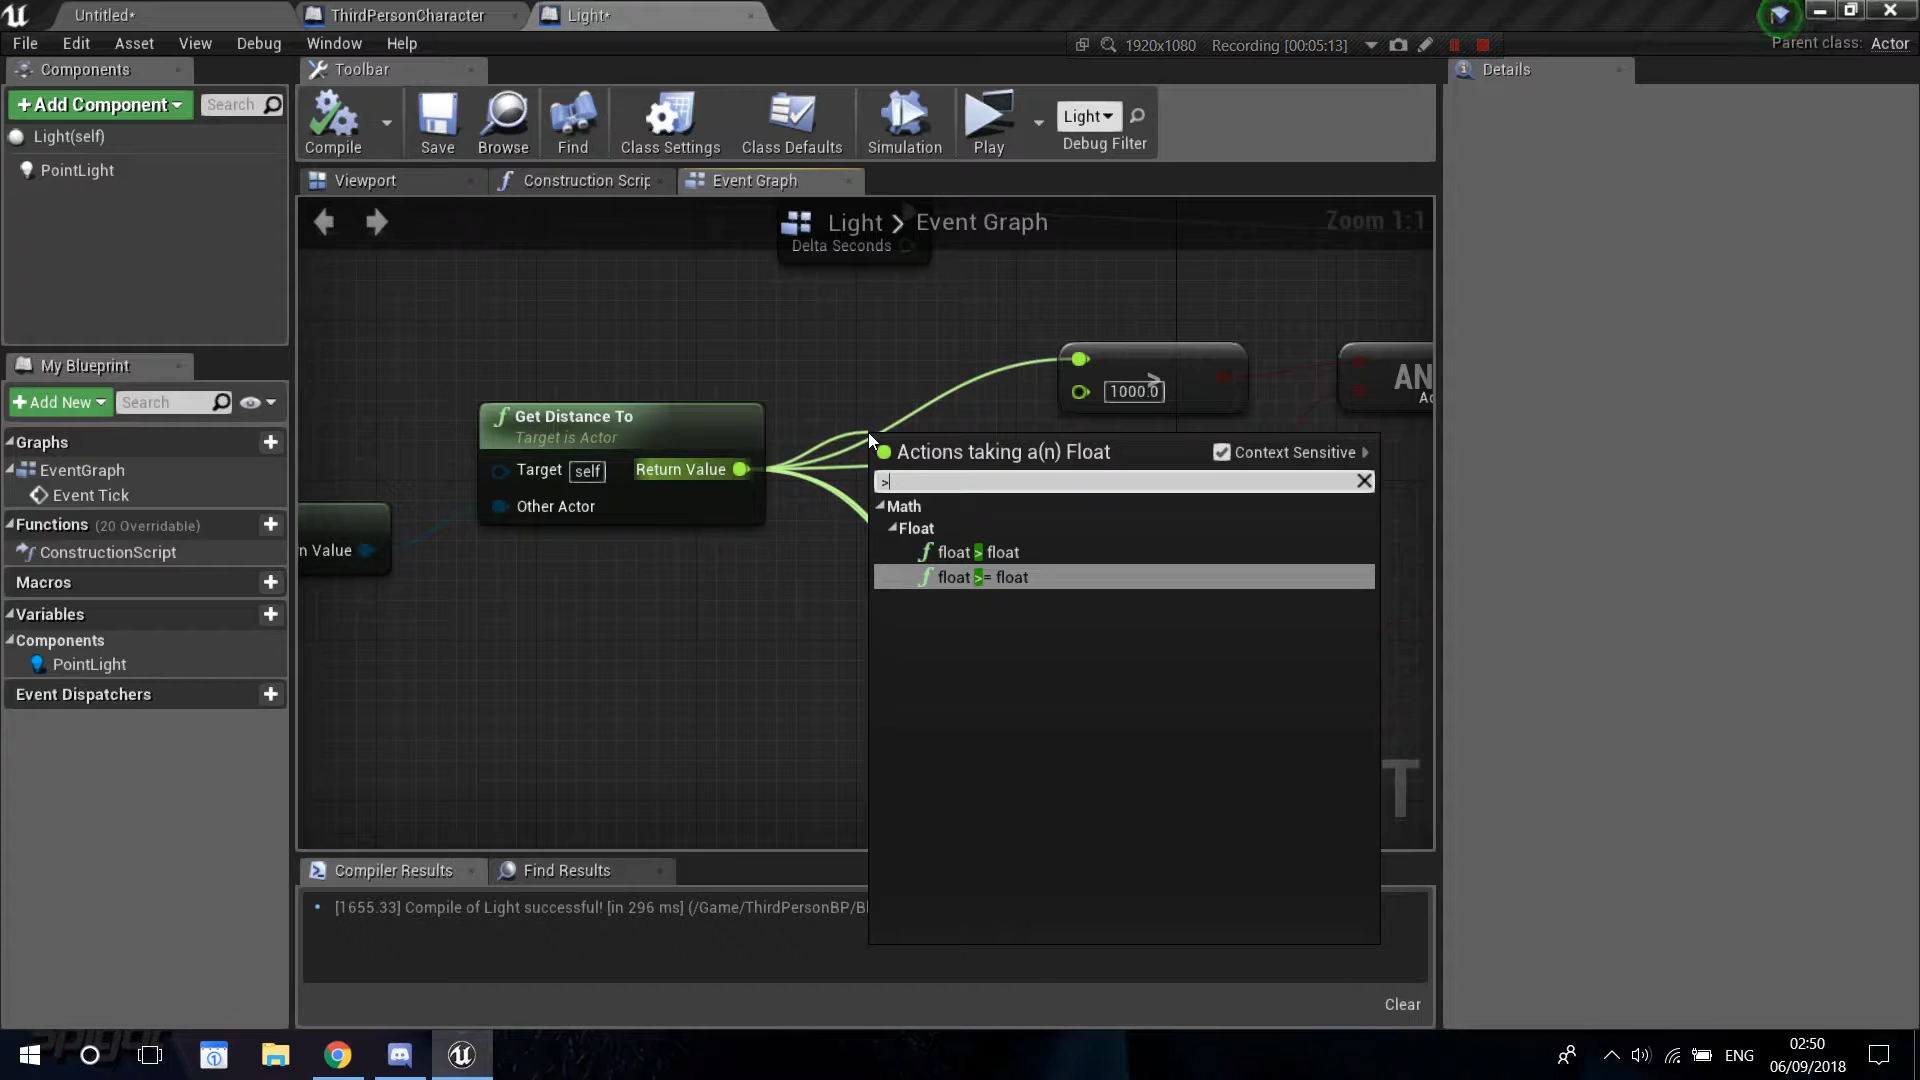 Untitled*
ThirdPersonCharacter
Light*
File Edit Asset View Debug Window Help
1920x1080 Recording [00:05:13]
Parent class: Actor
Components
Toolbar
Details
+Add Component
Search
Light(self)
PointLight
Compile
Save
Browse
Find
Class Settings
Class Defaults
Simulation
Play
Light
Debug Filter
Viewport
Construction Scrip
Event Graph
Light > Event Graph
Zoom 1:1
Delta Seconds
My Blueprint
+Add New
Search
Graphs
EventGraph
Event Tick
Functions (20 Overridable)
ConstructionScript
Macros
Variables
Components
PointLight
Event Dispatchers
n Value
Get Distance To
Target is Actor
Target self
Return Value
Other Actor
>
1000.0
AN
Ac
Actions taking a(n) Float
Context Sensitive
>
Math
Float
float > float
float >= float
T
Compiler Results
Find Results
[1655.33] Compile of Light successful! [in 296 ms] (/Game/ThirdPersonBP/Bl
Clear
ENG
02:50
06/09/2018